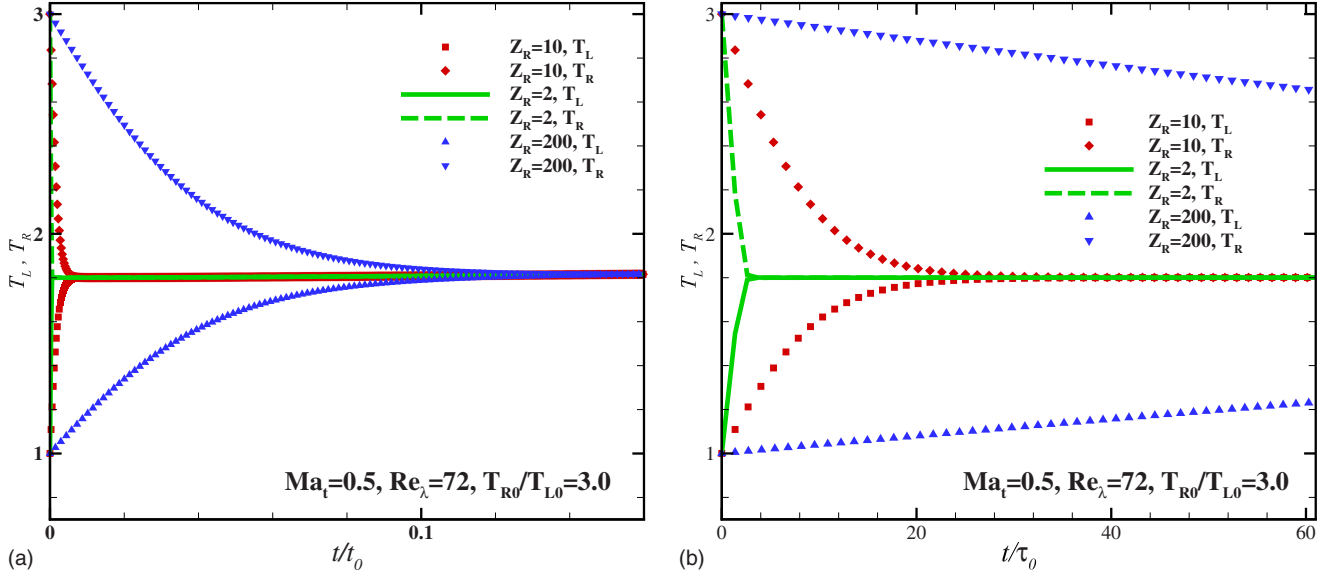 3
2
1
T_L , T_R
Z_R=10, T_L
Z_R=10, T_R
Z_R=2, T_L
Z_R=2, T_R
Z_R=200, T_L
Z_R=200, T_R
Ma_t=0.5, Re_λ=72, T_R0/T_L0=3.0
0
0.1
t/t_0
(a)
3
2
1
T_L , T_R
Z_R=10, T_L
Z_R=10, T_R
Z_R=2, T_L
Z_R=2, T_R
Z_R=200, T_L
Z_R=200, T_R
Ma_t=0.5, Re_λ=72, T_R0/T_L0=3.0
0 20 40 60
t/τ_0
(b)